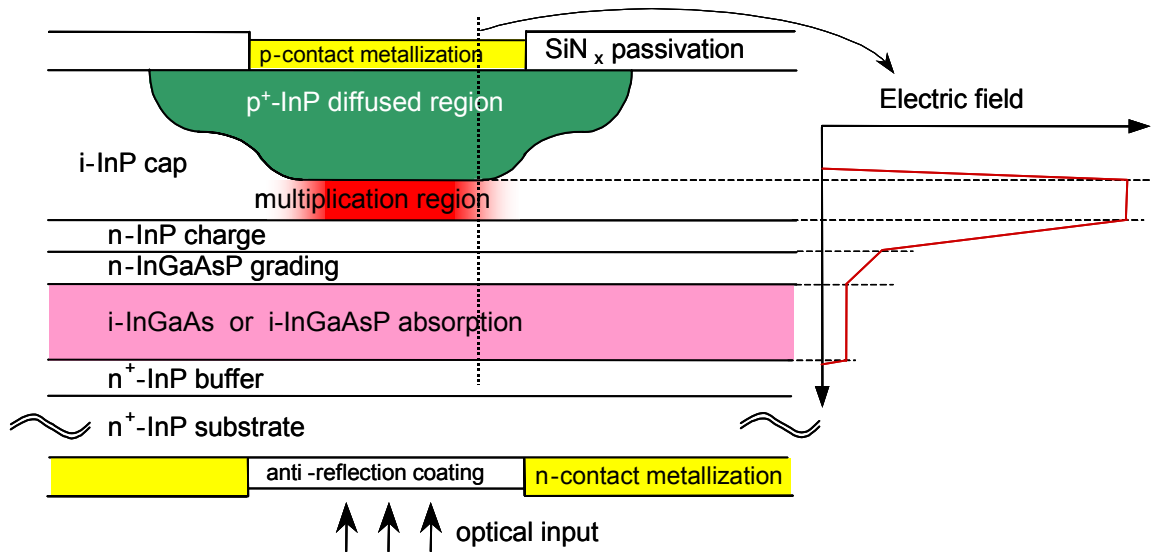 p-contact metallization
SiNx passivation
p+-InP diffused region
Electric field
i-InP cap
multiplication region
n-InP charge
n-InGaAsP grading
i-InGaAs or i-InGaAsP absorption
n+-InP buffer
n+-InP substrate
anti-reflection coating
n-contact metallization
optical input